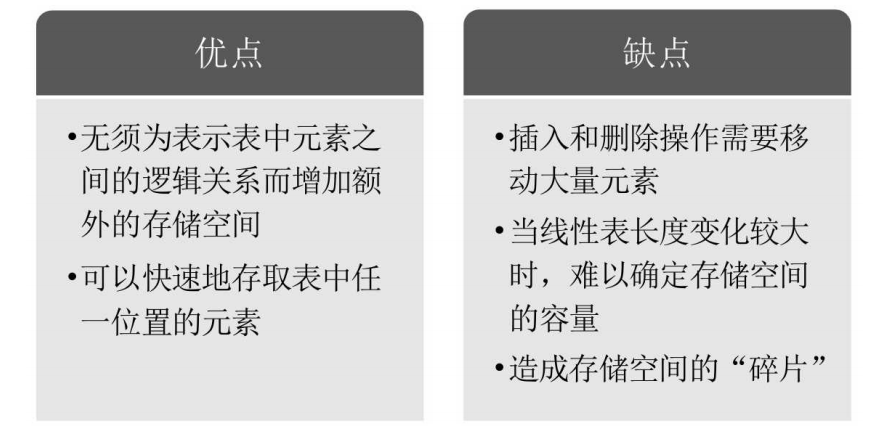 优点
•无须为表示表中元素之
间的逻辑关系而增加额
外的存储空间
•可以快速地存取表中任
一位置的元素
缺点
•插入和删除操作需要移
动大量元素
•当线性表长度变化较大
时，难以确定存储空间
的容量
•造成存储空间的“碎片”